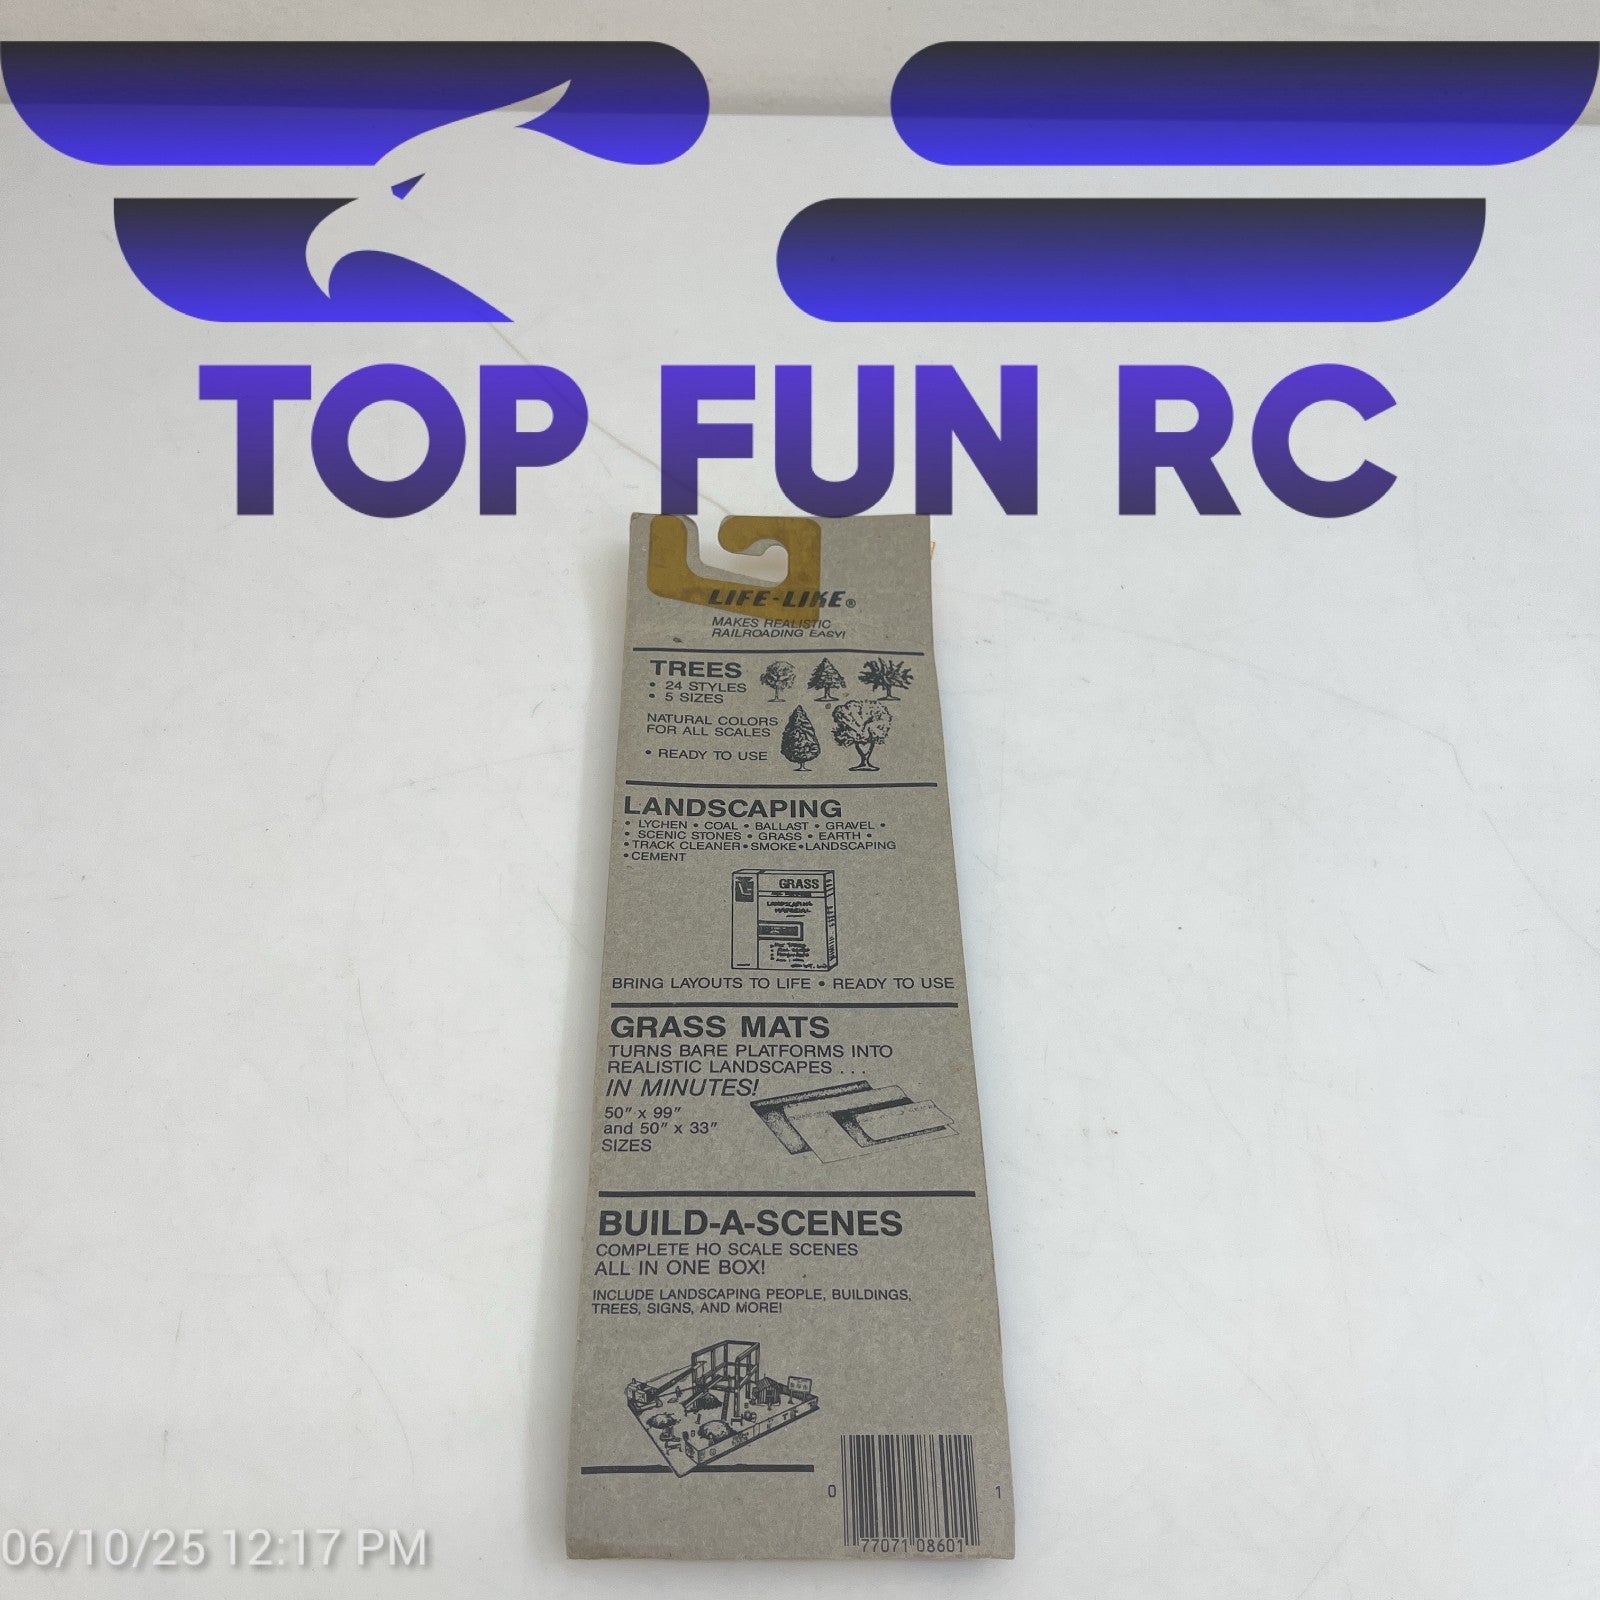 TOP FUN RC
LIFE-LIKE®
MAKES REALISTIC
RAILROADING EASY!
TREES
• 24 STYLES
• 5 SIZES
NATURAL COLORS
FOR ALL SCALES
• READY TO USE
LANDSCAPING
• LYCHEN • COAL • BALLAST • GRAVEL •
• SCENIC STONES • GRASS • EARTH •
• TRACK CLEANER • SMOKE • LANDSCAPING
• CEMENT
GRASS
LANDSCAPING
MATERIAL
BRING LAYOUTS TO LIFE • READY TO USE
GRASS MATS
TURNS BARE PLATFORMS INTO
REALISTIC LANDSCAPES . . .
IN MINUTES!
50" x 99"
and 50" x 33"
SIZES
BUILD-A-SCENES
COMPLETE HO SCALE SCENES
ALL IN ONE BOX!
INCLUDE LANDSCAPING PEOPLE, BUILDINGS,
TREES, SIGNS, AND MORE!
0 77071 08601 1
06/10/25 12:17 PM